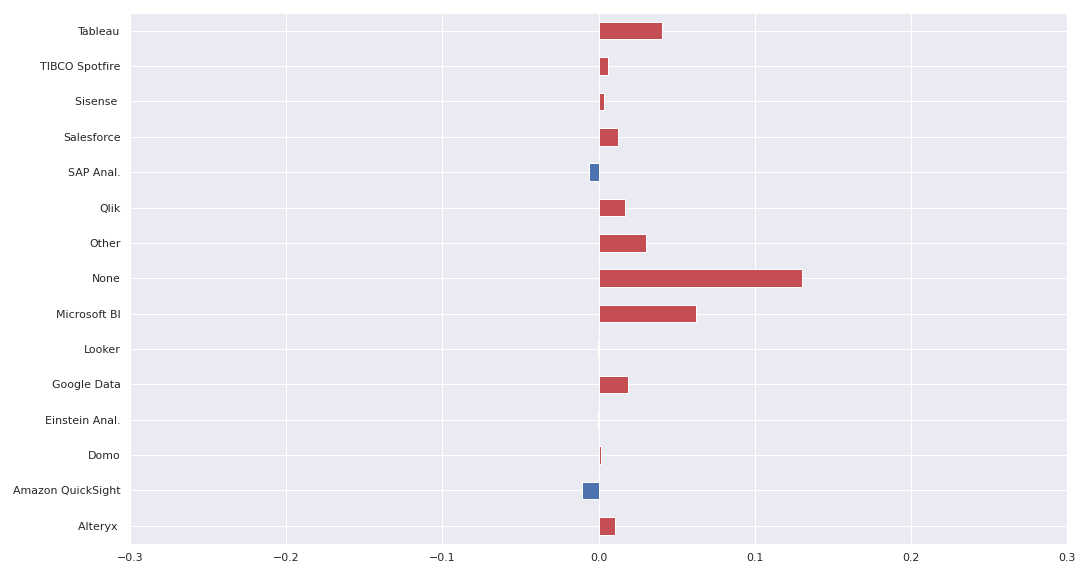 Tableau
TIBCO Spotfire
Sisense
Salesforce
SAP Anal.
Qlik
Other
None
Microsoft BI
Looker
Google Data
Einstein Anal.
Domo
Amazon QuickSight
Alteryx
−0.3 −0.2 −0.1 0.0 0.1 0.2 0.3